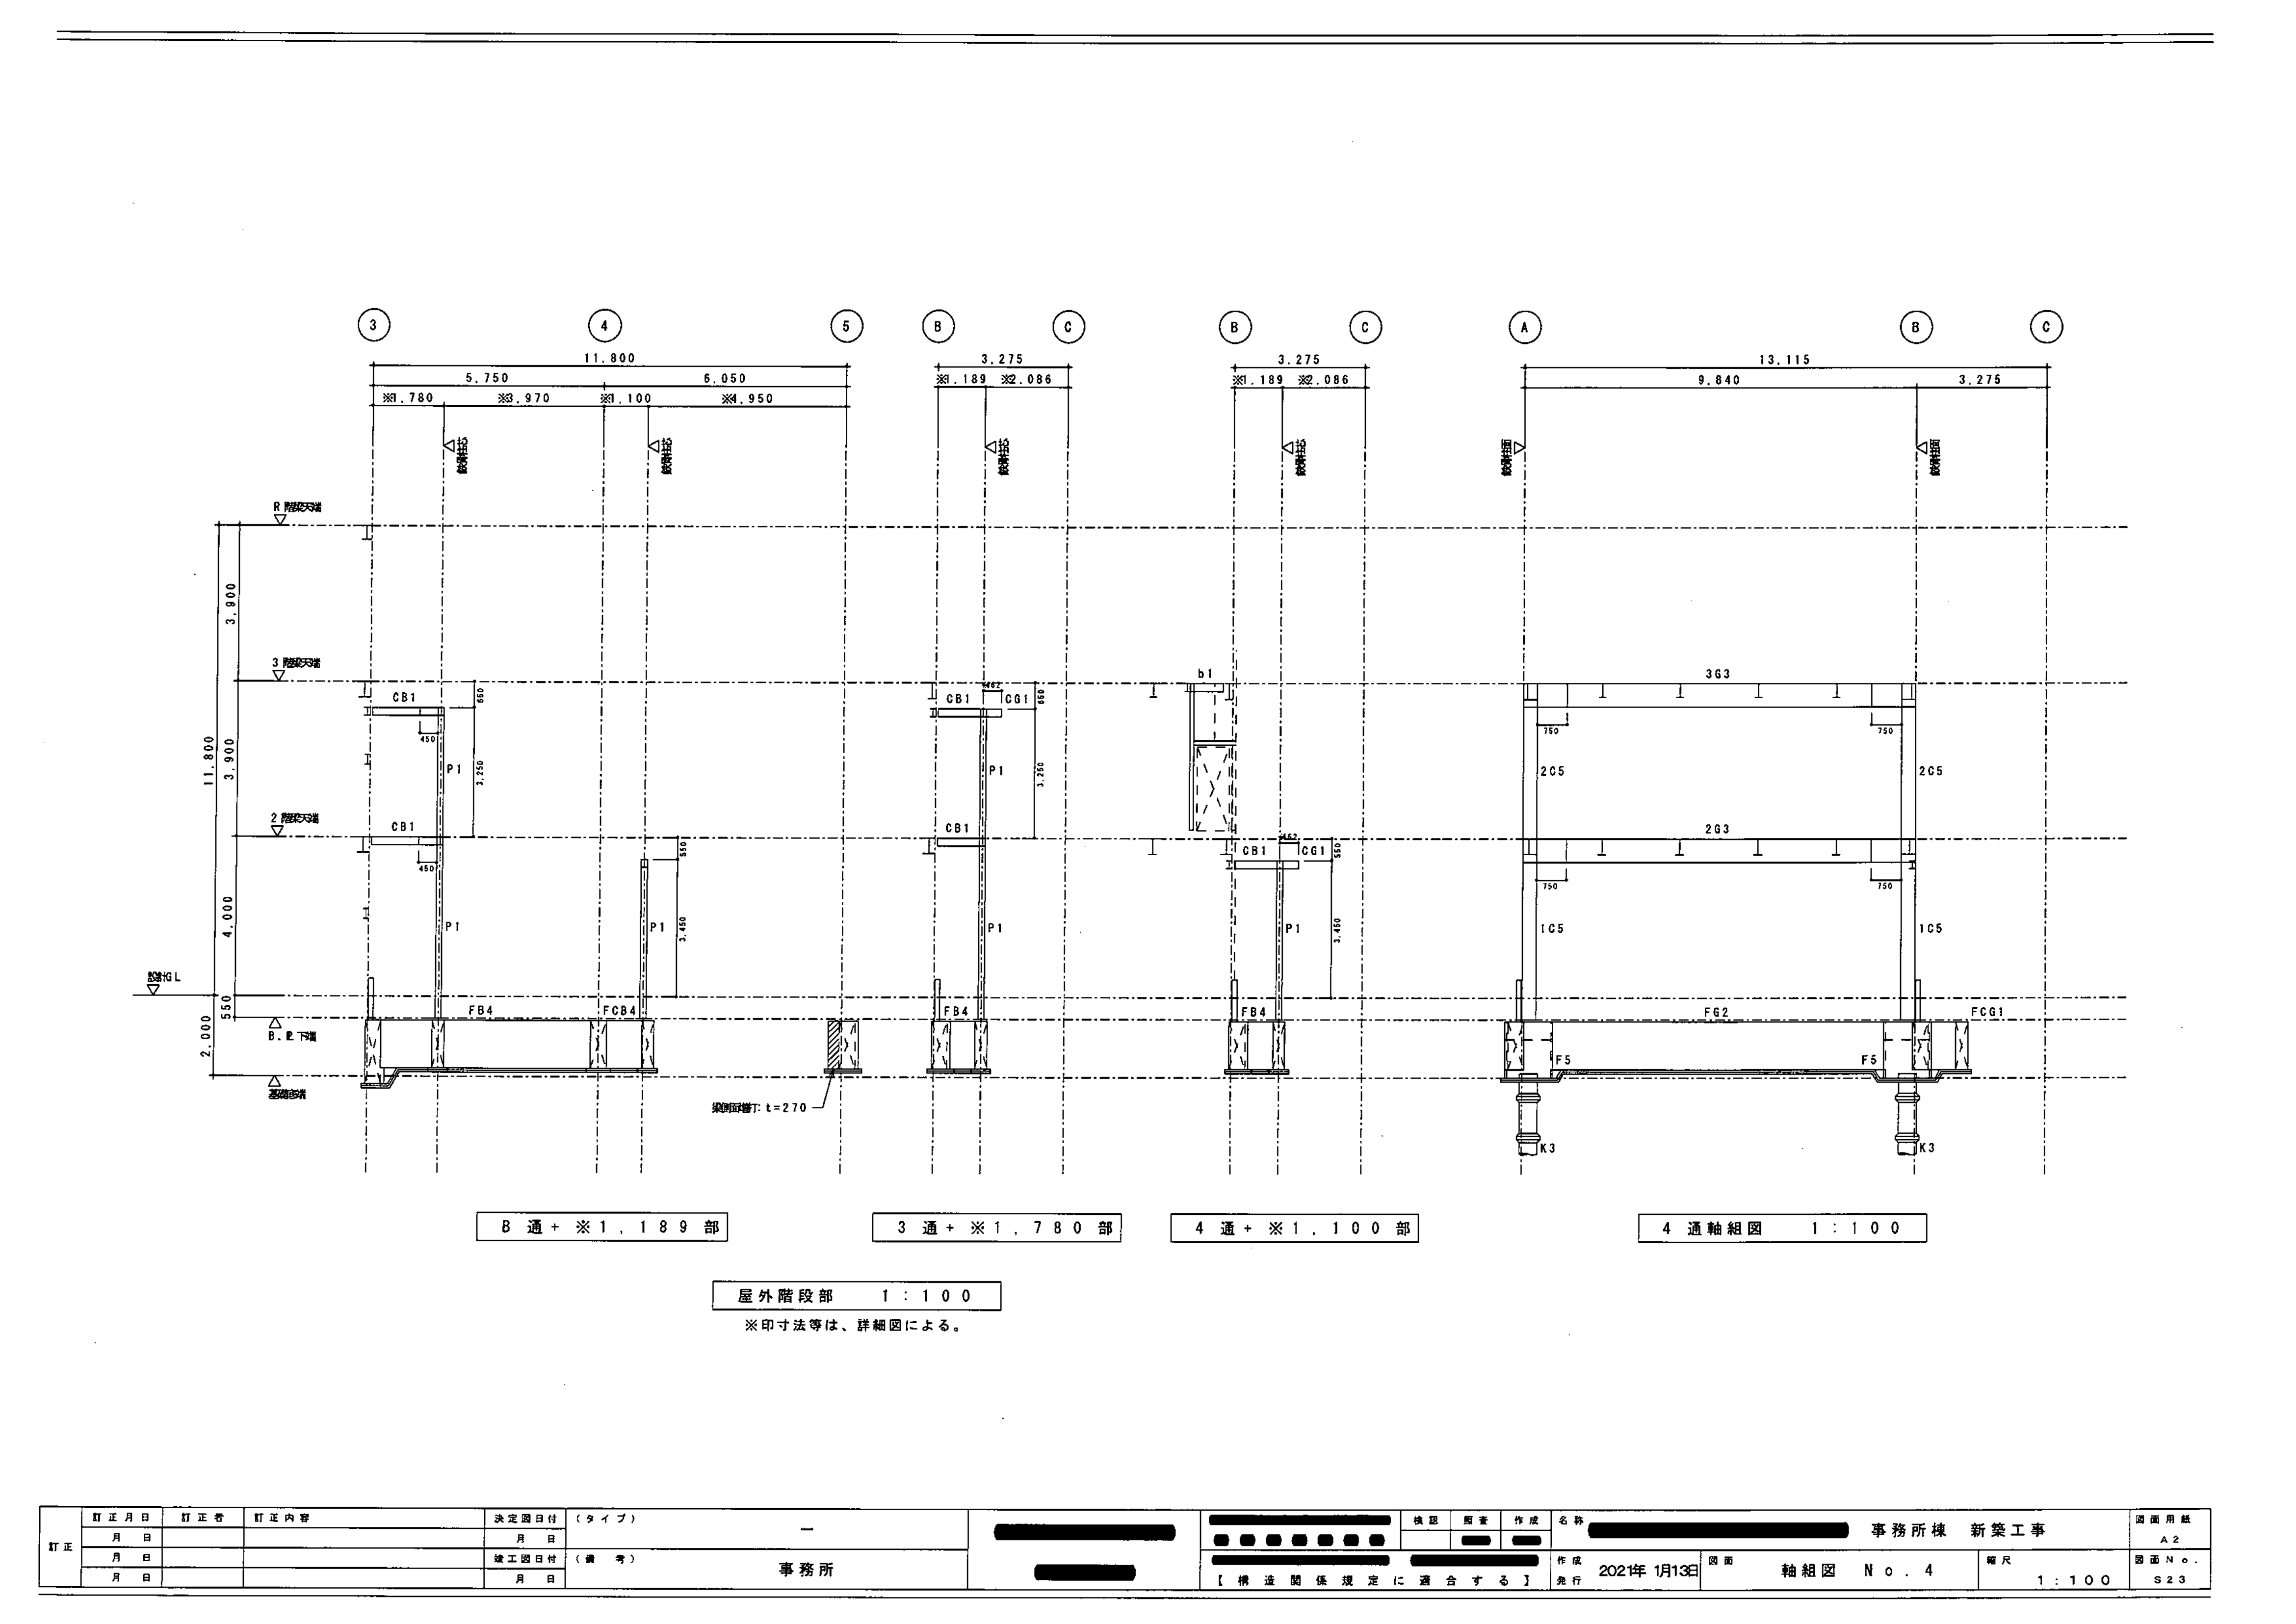 3
4
5
B
C
B
C
A
B
C
11,800
5,750
6,050
※1,780
※3,970
※1,100
※4,950
3,275
※1,189
※2,086
3,275
※1,189
※2,086
13,115
9,840
3,275
鉄骨柱芯
鉄骨柱芯
鉄骨柱芯
鉄骨柱芯
鉄骨柱面
鉄骨柱面
R階梁天端
3階梁天端
2階梁天端
設計GL
B.PL下端
基礎底端
11,800
3,900
3,900
4,000
550
2,000
CB1
650
450
P1
3,250
CB1
450
550
P1
P1
3,450
FB4
FCB4
梁側面増打: t=270
462
CB1
CG1
650
P1
3,250
CB1
P1
FB4
b1
462
CB1
CG1
550
P1
3,450
FB4
3G3
750
750
2C5
2C5
2G3
750
750
1C5
1C5
FG2
FCG1
F5
F5
K3
K3
B 通+ ※1,189 部
3 通+ ※1,780 部
4 通+ ※1,100 部
4 通軸組図 1:100
屋外階段部 1:100
※印寸法等は、詳細図による。
訂正
訂正月日
訂正者
訂正内容
月 日
月 日
月 日
決定図日付
月 日
竣工図日付
月 日
(タイプ)
ー
(備 考)
事務所
【構造関係規定に適合する】
検認
照査
作成
名称
事務所棟 新築工事
作成
発行
2021年 1月13日
図面
軸組図 No.4
縮尺
1:100
図面用紙
A2
図面No.
S23